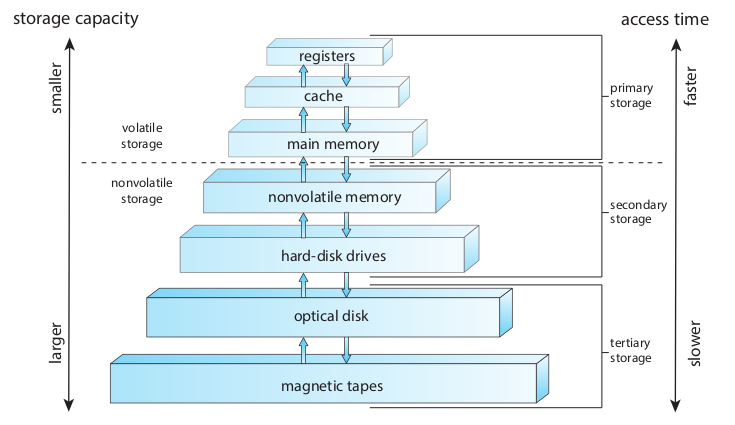 storage capacity
access time
smaller
faster
registers
cache
primary
storage
volatile
storage
main memory
nonvolatile
storage
nonvolatile memory
secondary
storage
hard-disk drives
optical disk
larger
slower
tertiary
storage
magnetic tapes